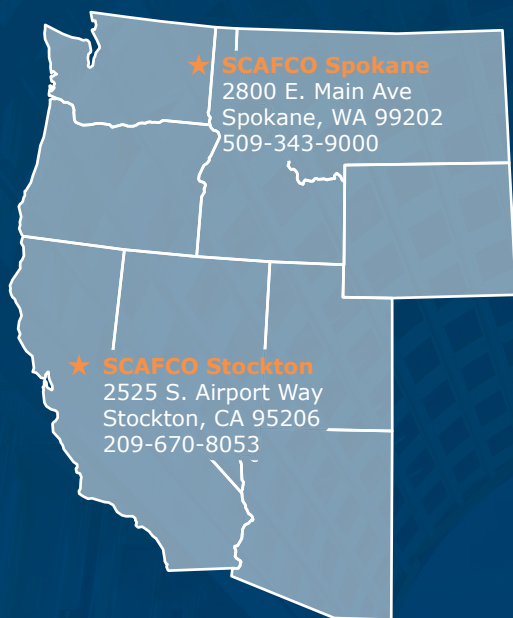 SCAFCO Spokane
2800 E. Main Ave
Spokane, WA 99202
509-343-9000
SCAFCO Stockton
2525 S. Airport Way
Stockton, CA 95206
209-670-8053